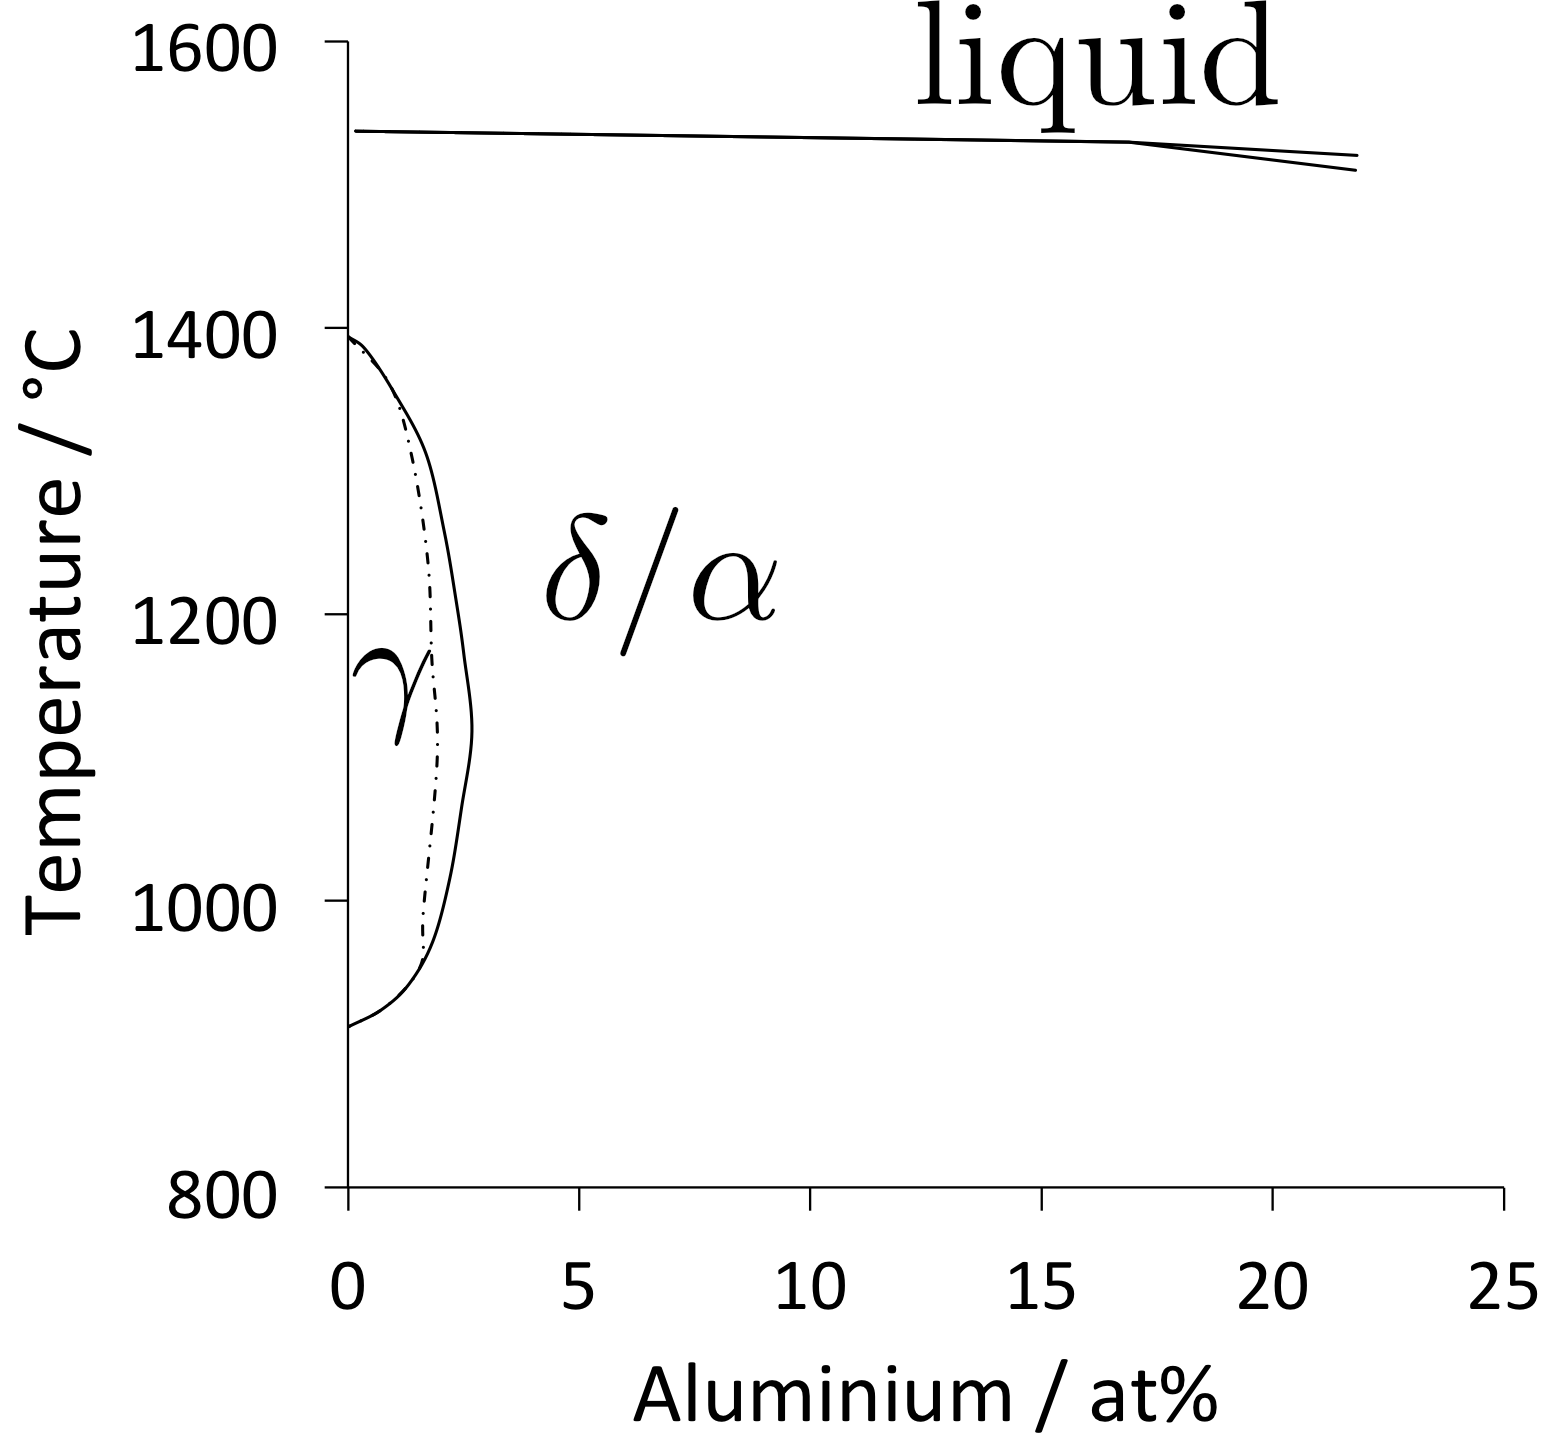 liquid
1600
1400
1200
1000
800
Temperature / °C
δ/α
γ
0 5 10 15 20 25
Aluminium / at%